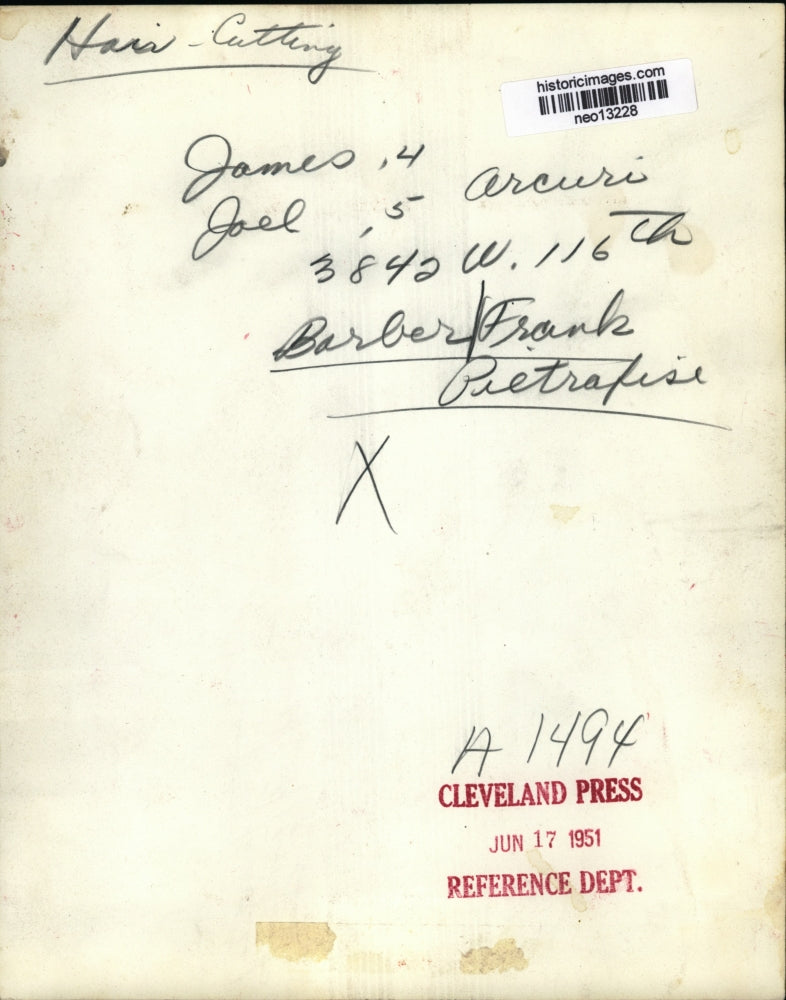 Hair-Cutting
historicimages.com
neo13228
James, 4
Arcuri
Joel, 5
3842 W. 116th
Barber/Frank
Pietrafese
X
A 1494
CLEVELAND PRESS
JUN 17 1951
REFERENCE DEPT.